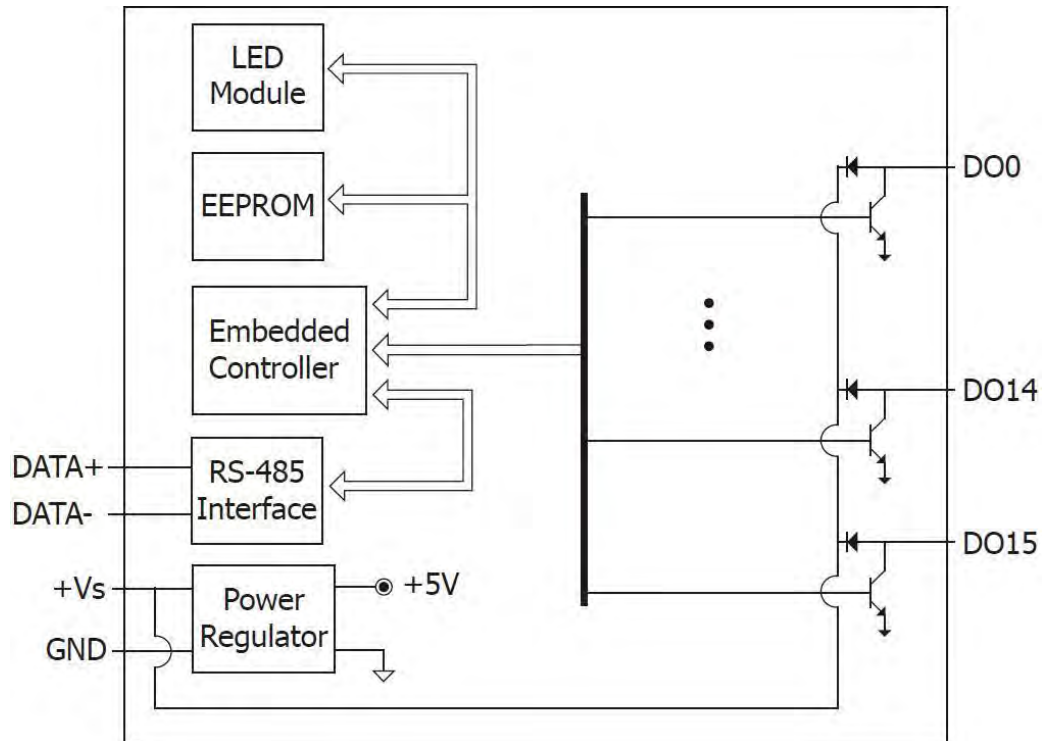 LED
Module
EEPROM
Embedded
Controller
RS-485
Interface
Power
Regulator
DATA+
DATA-
+Vs
GND
+5V
DO0
DO14
DO15